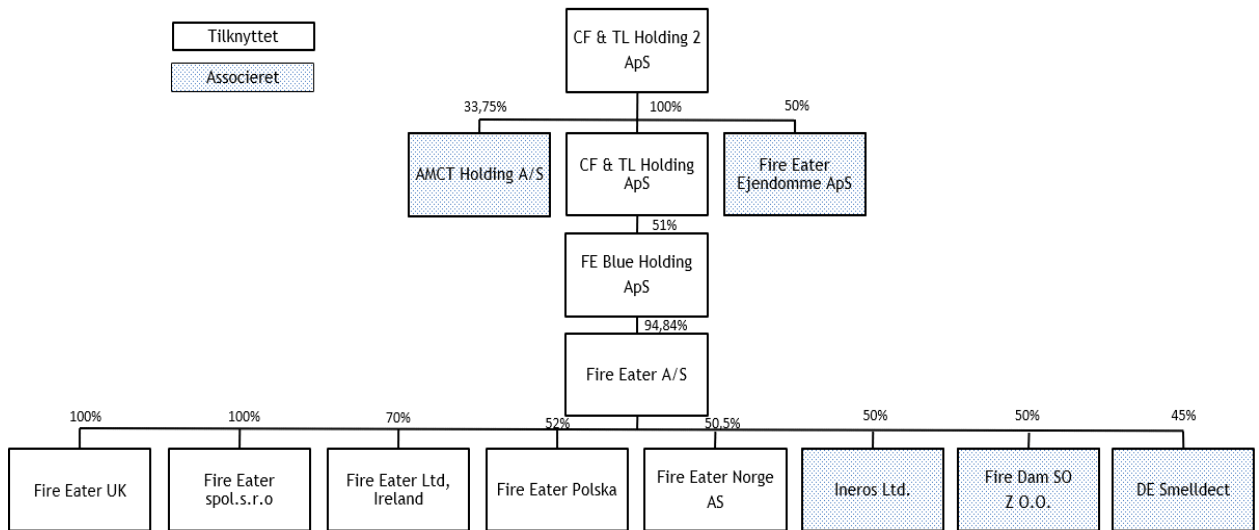 Tilknyttet
Associeret
CF & TL Holding 2
ApS
33,75%
100%
50%
AMCT Holding A/S
CF & TL Holding
ApS
Fire Eater
Ejendomme ApS
51%
FE Blue Holding
ApS
94,84%
Fire Eater A/S
100%
100%
70%
52%
50,5%
50%
50%
45%
Fire Eater UK
Fire Eater
spol.s.r.o
Fire Eater Ltd,
Ireland
Fire Eater Polska
Fire Eater Norge
AS
Ineros Ltd.
Fire Dam SO
Z O.O.
DE Smelldect